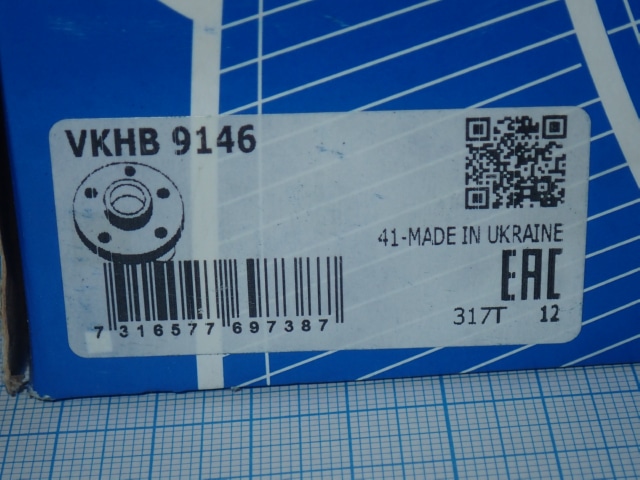 VKHB 9146
41-MADE IN UKRAINE
EAC
317T 12
7 316577 697387